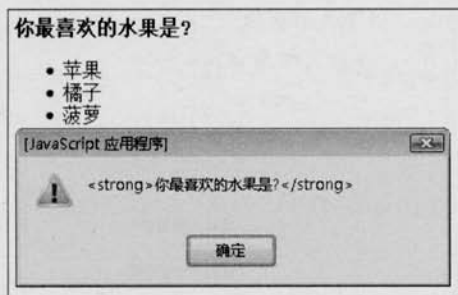 你最喜欢的水果是?
• 苹果
• 橘子
• 菠萝
[JavaScript 应用程序]
<strong>你最喜欢的水果是?</strong>
确定